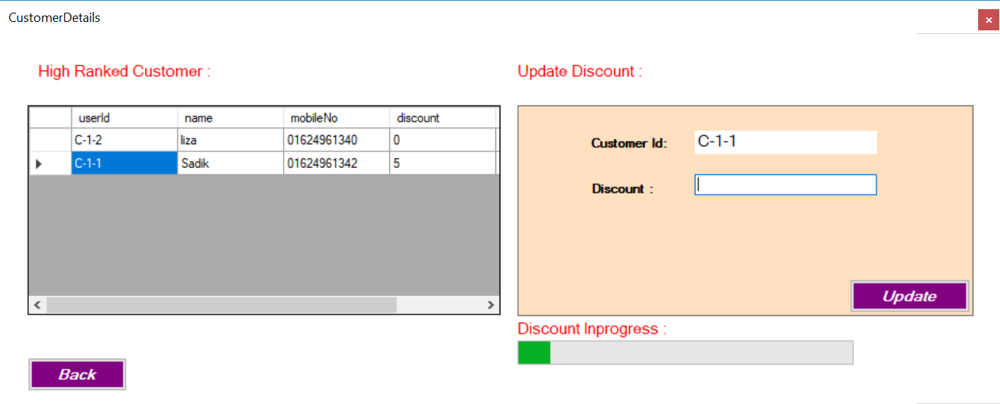 CustomerDetails
x
High Ranked Customer :
userId name mobileNo discount
C-1-2 liza 01624961340 0
C-1-1 Sadik 01624961342 5
Back
Update Discount :
Customer Id: C-1-1
Discount :
Update
Discount Inprogress :